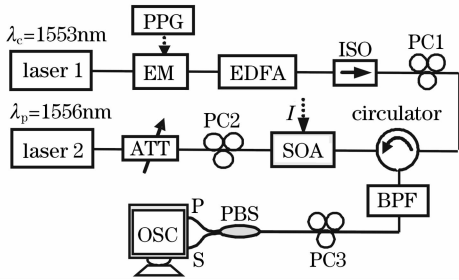 PPG
λc=1553nm
ISO
PC1
laser 1
EM
EDFA
λp=1556nm
PC2
I
circulator
laser 2
ATT
SOA
BPF
P
PBS
OSC
S
PC3